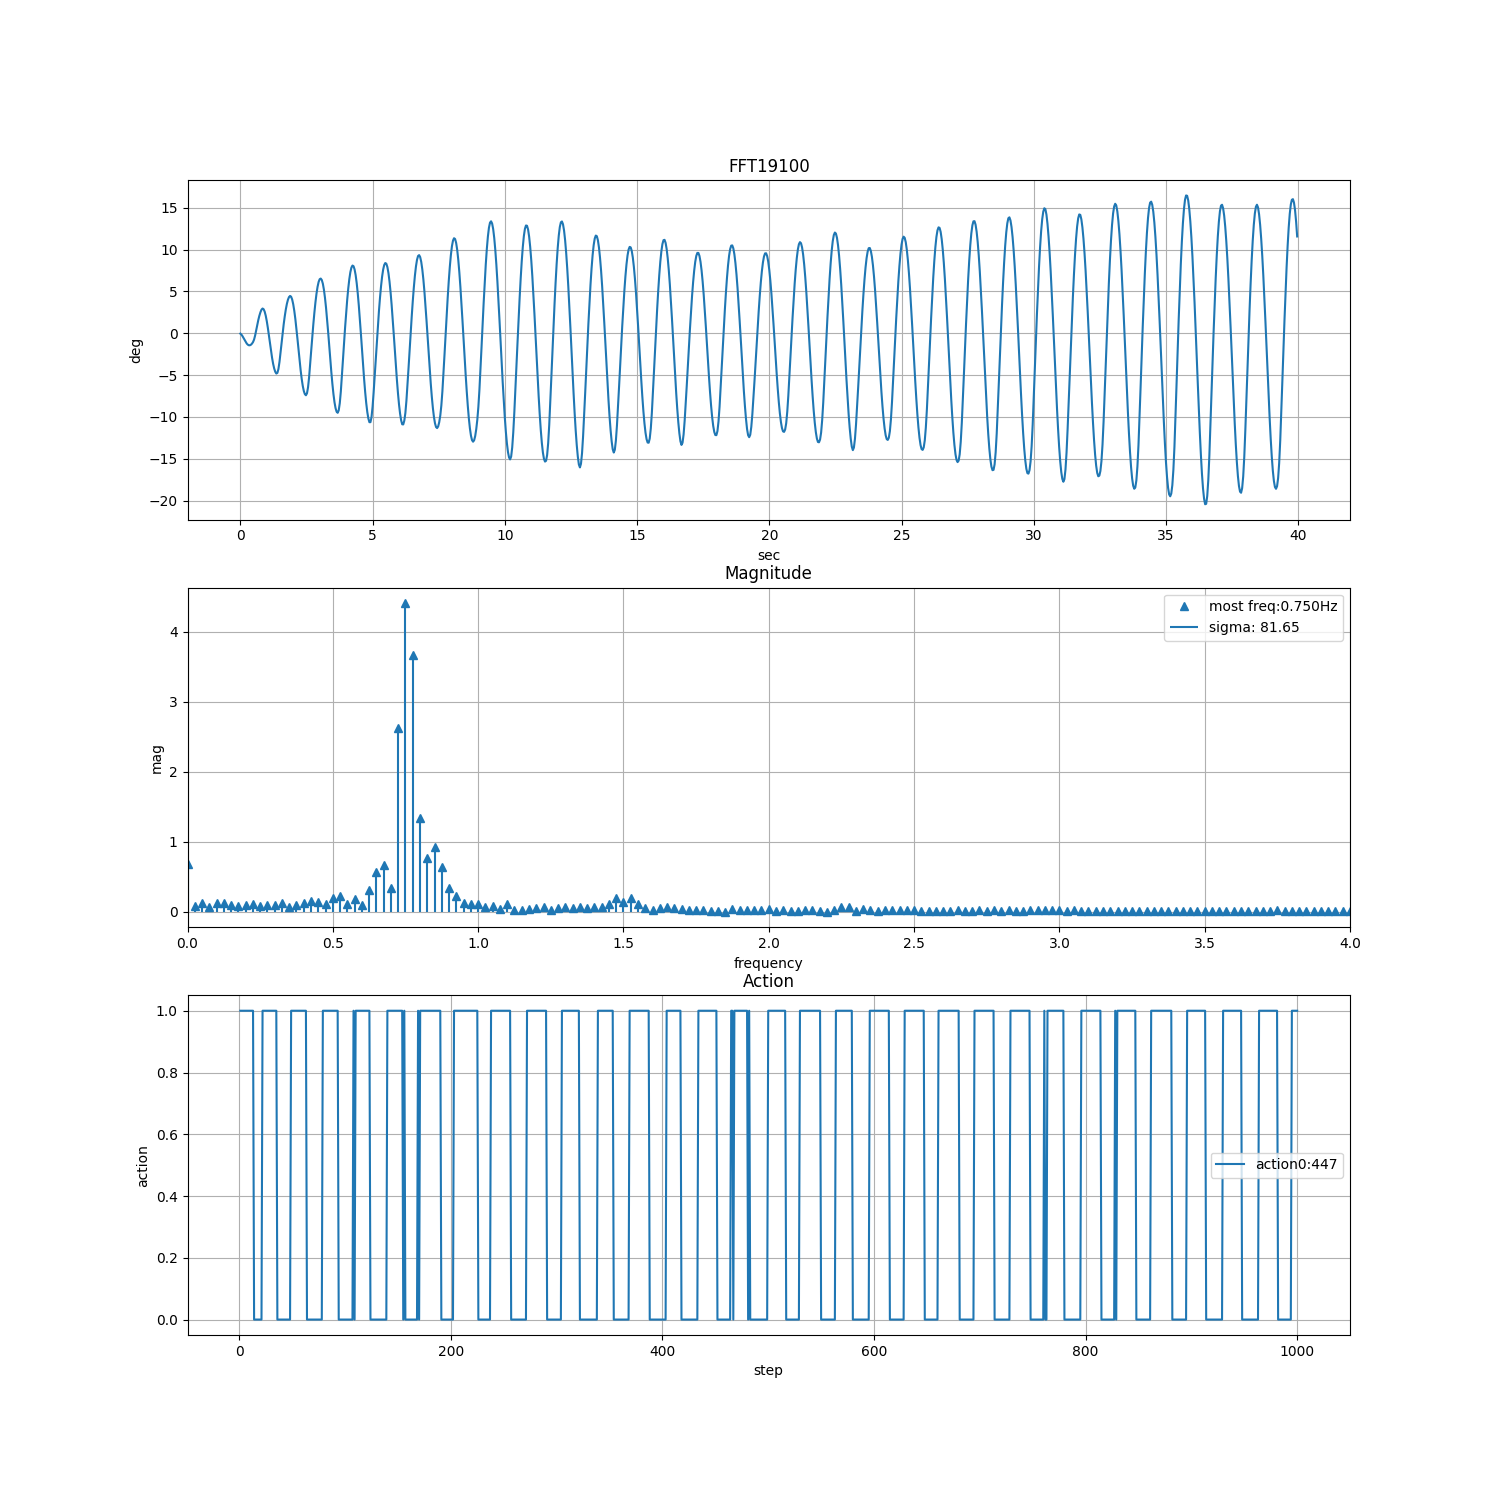 FFT19100
15
10
5
0
−5
−10
−15
−20
deg
0 5 10 15 20 25 30 35 40
sec
Magnitude
most freq:0.750Hz
sigma: 81.65
4
3
2
1
0
mag
0.0 0.5 1.0 1.5 2.0 2.5 3.0 3.5 4.0
frequency
Action
1.0
0.8
0.6
0.4
0.2
0.0
action
action0:447
0 200 400 600 800 1000
step